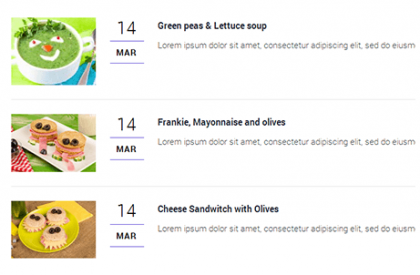 14
MAR
Green peas & Lettuce soup
Lorem ipsum dolor sit amet, consectetur adipiscing elit, sed do eiusm
14
MAR
Frankie, Mayonnaise and olives
Lorem ipsum dolor sit amet, consectetur adipiscing elit, sed do eiusm
12
MAR
Cheese Sandwich with Olives
Lorem ipsum dolor sit amet, consectetur adipiscing elit, sed do eiusm